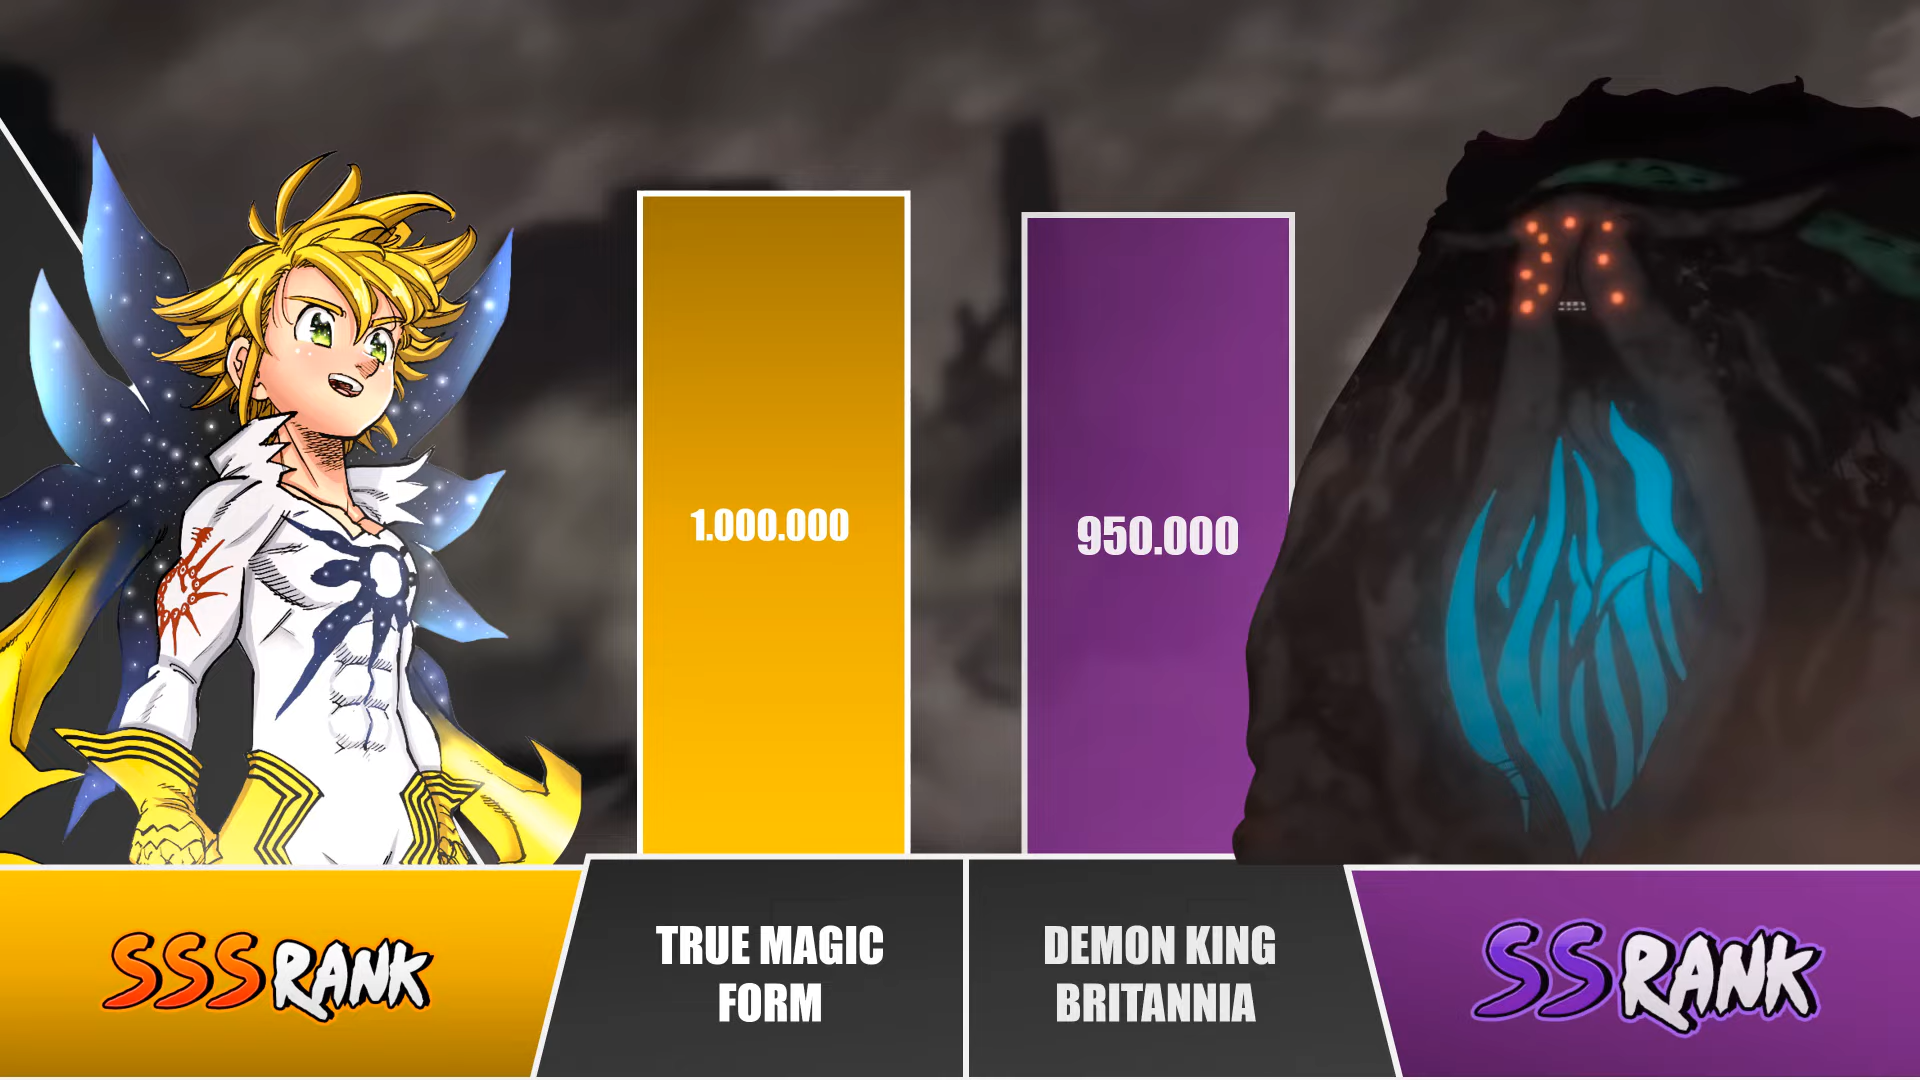 1.000.000
950.000
SSS RANK
TRUE MAGIC
FORM
DEMON KING
BRITANNIA
SS RANK